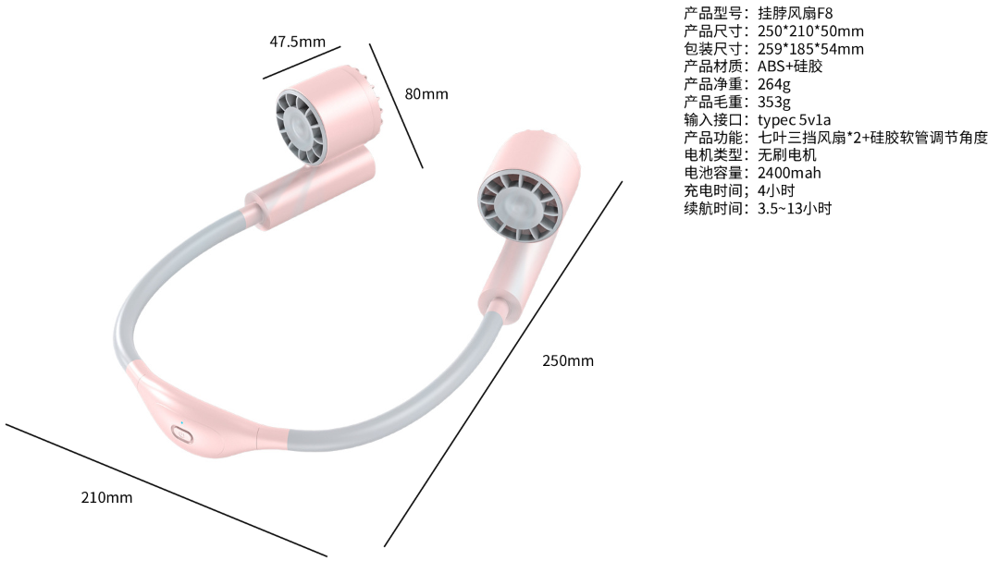 47.5mm
80mm
250mm
210mm
产品型号：挂脖风扇F8
产品尺寸：250*210*50mm
包装尺寸：259*185*54mm
产品材质：ABS+硅胶
产品净重：264g
产品毛重：353g
输入接口：typec 5v1a
产品功能：七叶三挡风扇*2+硅胶软管调节角度
电机类型：无刷电机
电池容量：2400mah
充电时间；4小时
续航时间：3.5~13小时